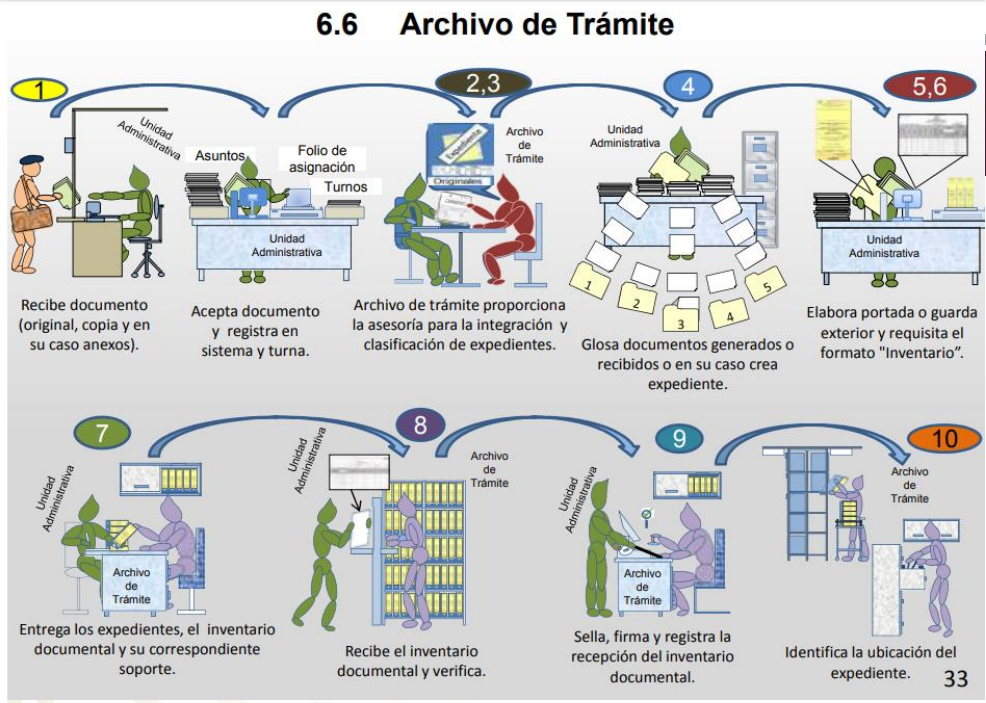 6.6 Archivo de Trámite
1
2,3
4
5,6
Unidad
Administrativa
Asuntos
Folio de
asignación
Turnos
Unidad
Administrativa
Expediente
Originales
Archivo
de
Trámite
Unidad
Administrativa
1
2
3
4
5
Unidad
Administrativa
Recibe documento
(original, copia y en
su caso anexos).
Acepta documento
y registra en
sistema y turna.
Archivo de trámite proporciona
la asesoría para la integración y
clasificación de expedientes.
Glosa documentos generados o
recibidos o en su caso crea
expediente.
Elabora portada o guarda
exterior y requisita el
formato "Inventario”.
7
8
9
10
Unidad
Administrativa
Archivo
de
Trámite
Unidad
Administrativa
Archivo
de
Trámite
Unidad
Administrativa
Archivo
de
Trámite
Archivo
de
Trámite
Entrega los expedientes, el inventario
documental y su correspondiente
soporte.
Recibe el inventario
documental y verifica.
Sella, firma y registra la
recepción del inventario
documental.
Identifica la ubicación del
expediente.
33